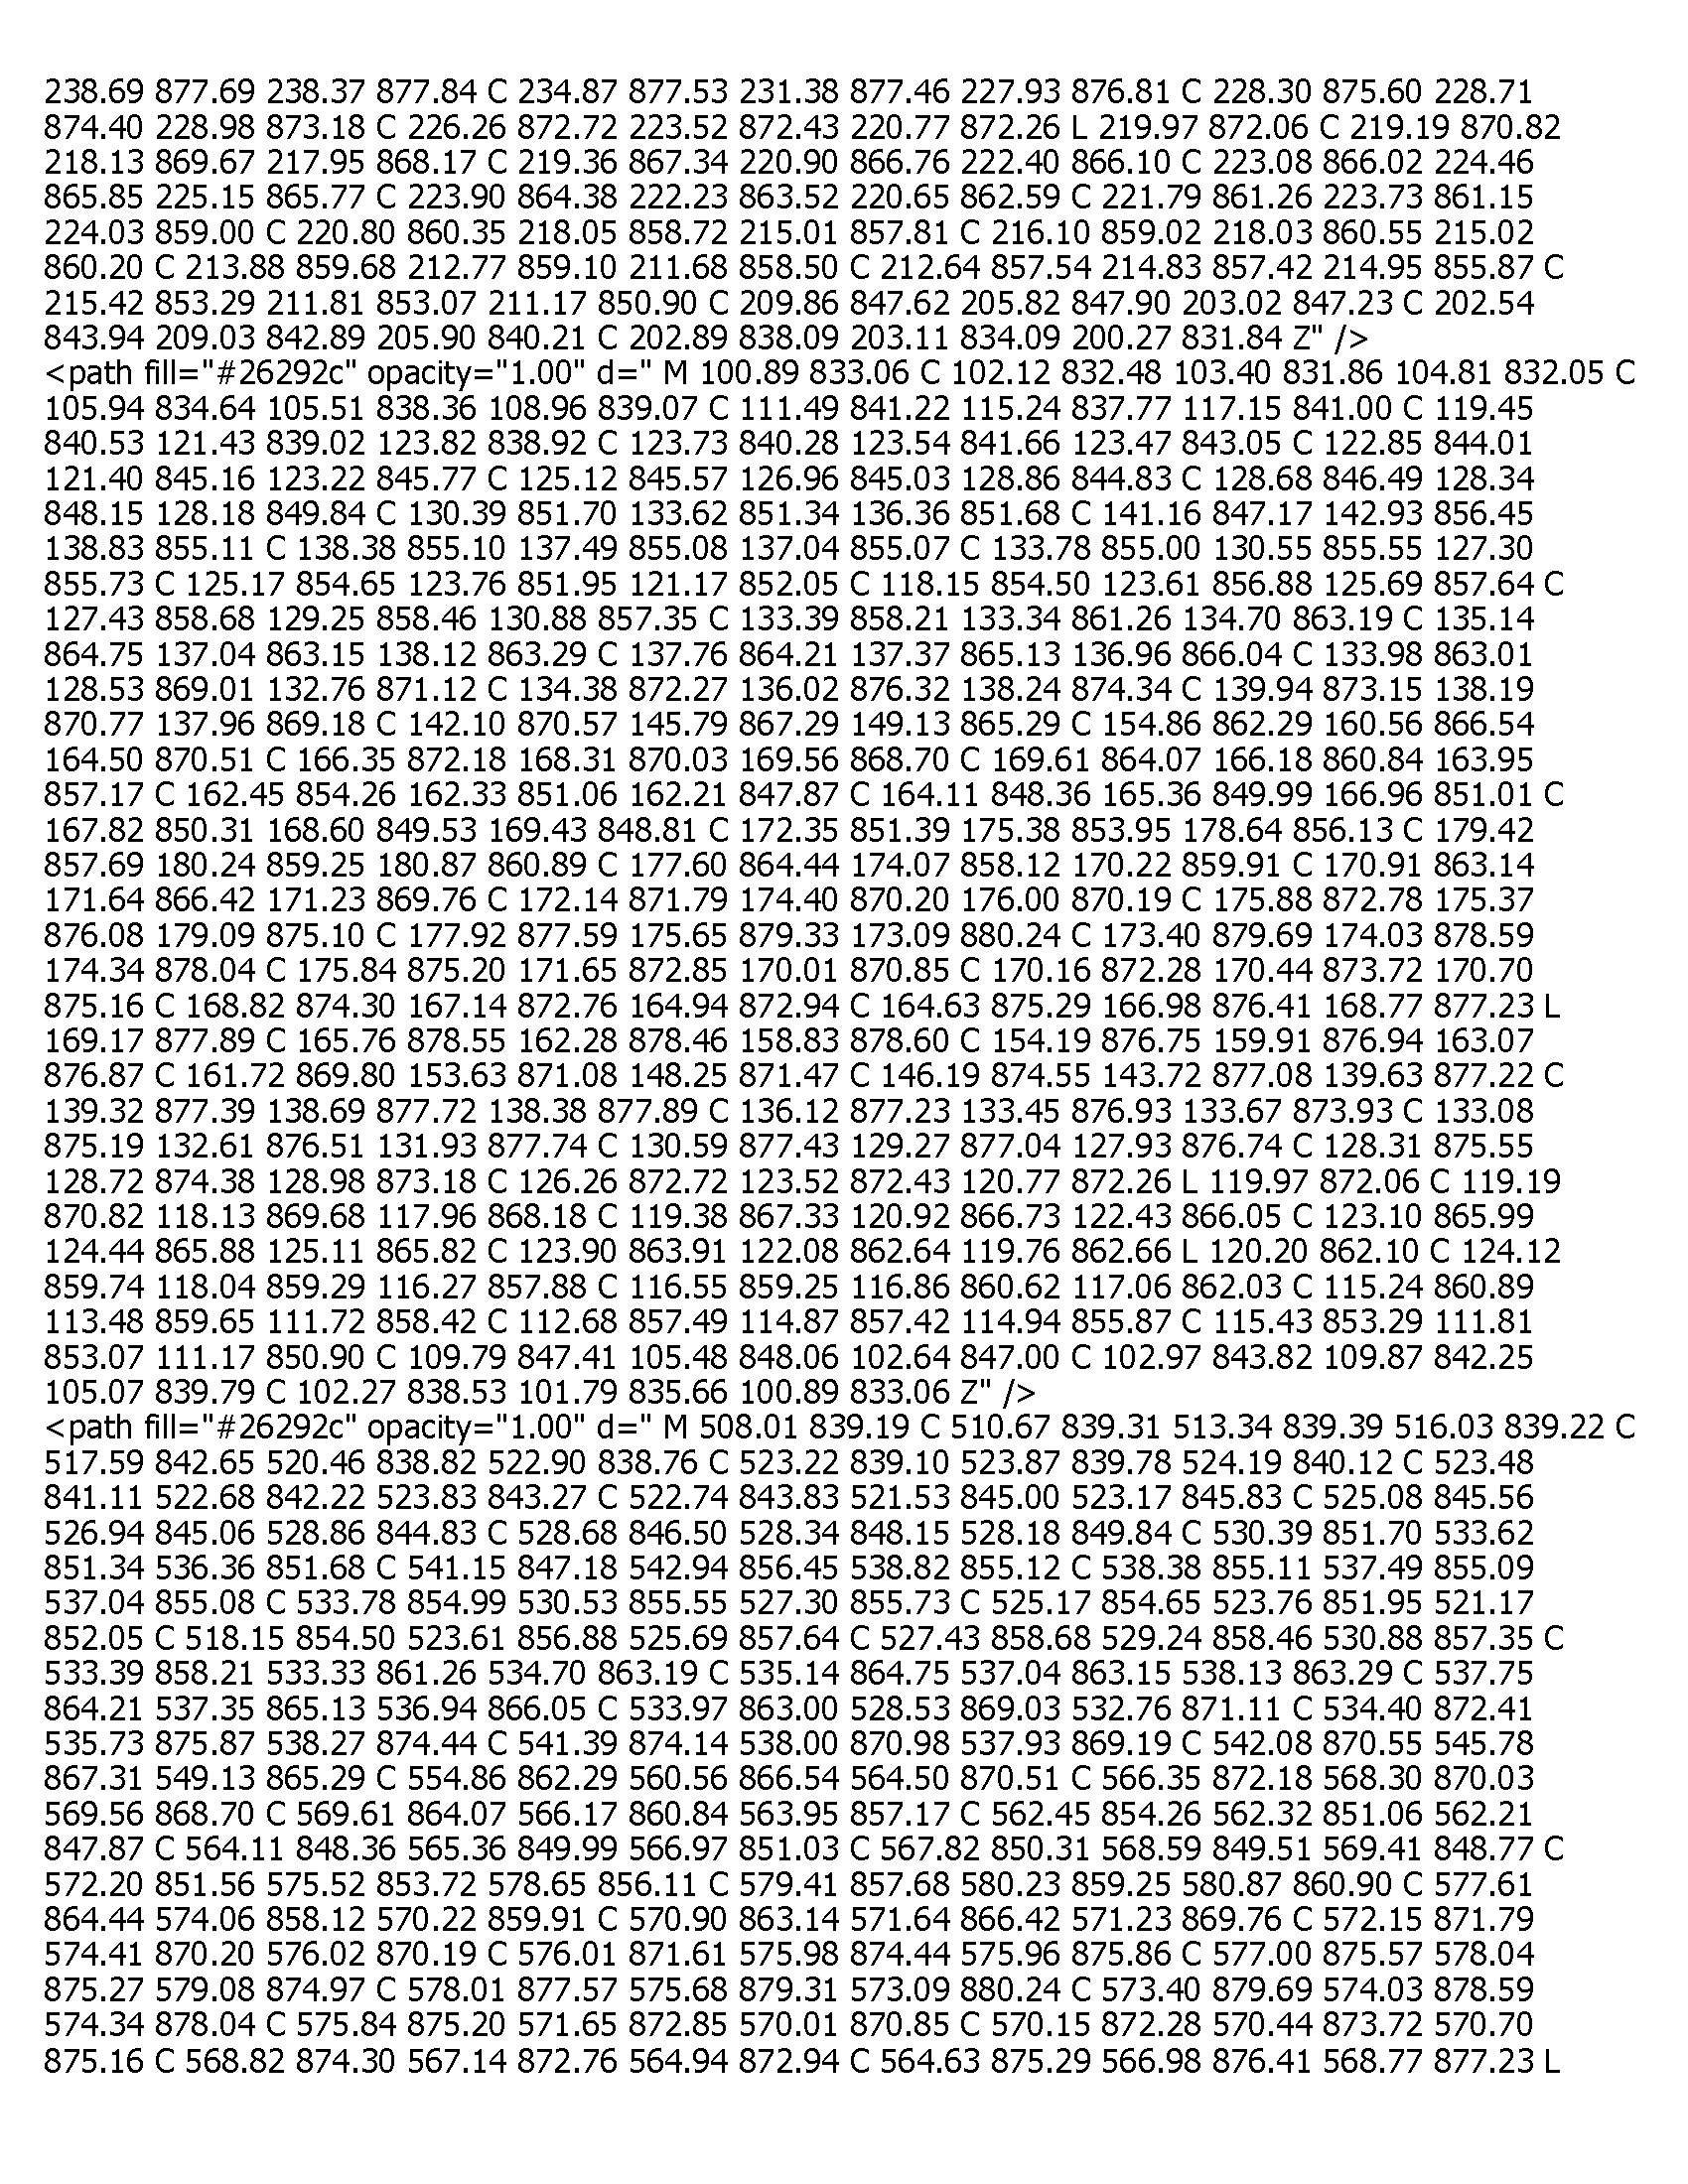 238.69 877.69 238.37 877.84 C 234.87 877.53 231.38 877.46 227.93 876.81 C 228.30 875.60 228.71
874.40 228.98 873.18 C 226.26 872.72 223.52 872.43 220.77 872.26 L 219.97 872.06 C 219.19 870.82
218.13 869.67 217.95 868.17 C 219.36 867.34 220.90 866.76 222.40 866.10 C 223.08 866.02 224.46
865.85 225.15 865.77 C 223.90 864.38 222.23 863.52 220.65 862.59 C 221.79 861.26 223.73 861.15
224.03 859.00 C 220.80 860.35 218.05 858.72 215.01 857.81 C 216.10 859.02 218.03 860.55 215.02
860.20 C 213.88 859.68 212.77 859.10 211.68 858.50 C 212.64 857.54 214.83 857.42 214.95 855.87 C
215.42 853.29 211.81 853.07 211.17 850.90 C 209.86 847.62 205.82 847.90 203.02 847.23 C 202.54
843.94 209.03 842.89 205.90 840.21 C 202.89 838.09 203.11 834.09 200.27 831.84 Z" />
<path fill="#26292c" opacity="1.00" d=" M 100.89 833.06 C 102.12 832.48 103.40 831.86 104.81 832.05 C
105.94 834.64 105.51 838.36 108.96 839.07 C 111.49 841.22 115.24 837.77 117.15 841.00 C 119.45
840.53 121.43 839.02 123.82 838.92 C 123.73 840.28 123.54 841.66 123.47 843.05 C 122.85 844.01
121.40 845.16 123.22 845.77 C 125.12 845.57 126.96 845.03 128.86 844.83 C 128.68 846.49 128.34
848.15 128.18 849.84 C 130.39 851.70 133.62 851.34 136.36 851.68 C 141.16 847.17 142.93 856.45
138.83 855.11 C 138.38 855.10 137.49 855.08 137.04 855.07 C 133.78 855.00 130.55 855.55 127.30
855.73 C 125.17 854.65 123.76 851.95 121.17 852.05 C 118.15 854.50 123.61 856.88 125.69 857.64 C
127.43 858.68 129.25 858.46 130.88 857.35 C 133.39 858.21 133.34 861.26 134.70 863.19 C 135.14
864.75 137.04 863.15 138.12 863.29 C 137.76 864.21 137.37 865.13 136.96 866.04 C 133.98 863.01
128.53 869.01 132.76 871.12 C 134.38 872.27 136.02 876.32 138.24 874.34 C 139.94 873.15 138.19
870.77 137.96 869.18 C 142.10 870.57 145.79 867.29 149.13 865.29 C 154.86 862.29 160.56 866.54
164.50 870.51 C 166.35 872.18 168.31 870.03 169.56 868.70 C 169.61 864.07 166.18 860.84 163.95
857.17 C 162.45 854.26 162.33 851.06 162.21 847.87 C 164.11 848.36 165.36 849.99 166.96 851.01 C
167.82 850.31 168.60 849.53 169.43 848.81 C 172.35 851.39 175.38 853.95 178.64 856.13 C 179.42
857.69 180.24 859.25 180.87 860.89 C 177.60 864.44 174.07 858.12 170.22 859.91 C 170.91 863.14
171.64 866.42 171.23 869.76 C 172.14 871.79 174.40 870.20 176.00 870.19 C 175.88 872.78 175.37
876.08 179.09 875.10 C 177.92 877.59 175.65 879.33 173.09 880.24 C 173.40 879.69 174.03 878.59
174.34 878.04 C 175.84 875.20 171.65 872.85 170.01 870.85 C 170.16 872.28 170.44 873.72 170.70
875.16 C 168.82 874.30 167.14 872.76 164.94 872.94 C 164.63 875.29 166.98 876.41 168.77 877.23 L
169.17 877.89 C 165.76 878.55 162.28 878.46 158.83 878.60 C 154.19 876.75 159.91 876.94 163.07
876.87 C 161.72 869.80 153.63 871.08 148.25 871.47 C 146.19 874.55 143.72 877.08 139.63 877.22 C
139.32 877.39 138.69 877.72 138.38 877.89 C 136.12 877.23 133.45 876.93 133.67 873.93 C 133.08
875.19 132.61 876.51 131.93 877.74 C 130.59 877.43 129.27 877.04 127.93 876.74 C 128.31 875.55
128.72 874.38 128.98 873.18 C 126.26 872.72 123.52 872.43 120.77 872.26 L 119.97 872.06 C 119.19
870.82 118.13 869.68 117.96 868.18 C 119.38 867.33 120.92 866.73 122.43 866.05 C 123.10 865.99
124.44 865.88 125.11 865.82 C 123.90 863.91 122.08 862.64 119.76 862.66 L 120.20 862.10 C 124.12
859.74 118.04 859.29 116.27 857.88 C 116.55 859.25 116.86 860.62 117.06 862.03 C 115.24 860.89
113.48 859.65 111.72 858.42 C 112.68 857.49 114.87 857.42 114.94 855.87 C 115.43 853.29 111.81
853.07 111.17 850.90 C 109.79 847.41 105.48 848.06 102.64 847.00 C 102.97 843.82 109.87 842.25
105.07 839.79 C 102.27 838.53 101.79 835.66 100.89 833.06 Z" />
<path fill="#26292c" opacity="1.00" d=" M 508.01 839.19 C 510.67 839.31 513.34 839.39 516.03 839.22 C
517.59 842.65 520.46 838.82 522.90 838.76 C 523.22 839.10 523.87 839.78 524.19 840.12 C 523.48
841.11 522.68 842.22 523.83 843.27 C 522.74 843.83 521.53 845.00 523.17 845.83 C 525.08 845.56
526.94 845.06 528.86 844.83 C 528.68 846.50 528.34 848.15 528.18 849.84 C 530.39 851.70 533.62
851.34 536.36 851.68 C 541.15 847.18 542.94 856.45 538.82 855.12 C 538.38 855.11 537.49 855.09
537.04 855.08 C 533.78 854.99 530.53 855.55 527.30 855.73 C 525.17 854.65 523.76 851.95 521.17
852.05 C 518.15 854.50 523.61 856.88 525.69 857.64 C 527.43 858.68 529.24 858.46 530.88 857.35 C
533.39 858.21 533.33 861.26 534.70 863.19 C 535.14 864.75 537.04 863.15 538.13 863.29 C 537.75
864.21 537.35 865.13 536.94 866.05 C 533.97 863.00 528.53 869.03 532.76 871.11 C 534.40 872.41
535.73 875.87 538.27 874.44 C 541.39 874.14 538.00 870.98 537.93 869.19 C 542.08 870.55 545.78
867.31 549.13 865.29 C 554.86 862.29 560.56 866.54 564.50 870.51 C 566.35 872.18 568.30 870.03
569.56 868.70 C 569.61 864.07 566.17 860.84 563.95 857.17 C 562.45 854.26 562.32 851.06 562.21
847.87 C 564.11 848.36 565.36 849.99 566.97 851.03 C 567.82 850.31 568.59 849.51 569.41 848.77 C
572.20 851.56 575.52 853.72 578.65 856.11 C 579.41 857.68 580.23 859.25 580.87 860.90 C 577.61
864.44 574.06 858.12 570.22 859.91 C 570.90 863.14 571.64 866.42 571.23 869.76 C 572.15 871.79
574.41 870.20 576.02 870.19 C 576.01 871.61 575.98 874.44 575.96 875.86 C 577.00 875.57 578.04
875.27 579.08 874.97 C 578.01 877.57 575.68 879.31 573.09 880.24 C 573.40 879.69 574.03 878.59
574.34 878.04 C 575.84 875.20 571.65 872.85 570.01 870.85 C 570.15 872.28 570.44 873.72 570.70
875.16 C 568.82 874.30 567.14 872.76 564.94 872.94 C 564.63 875.29 566.98 876.41 568.77 877.23 L